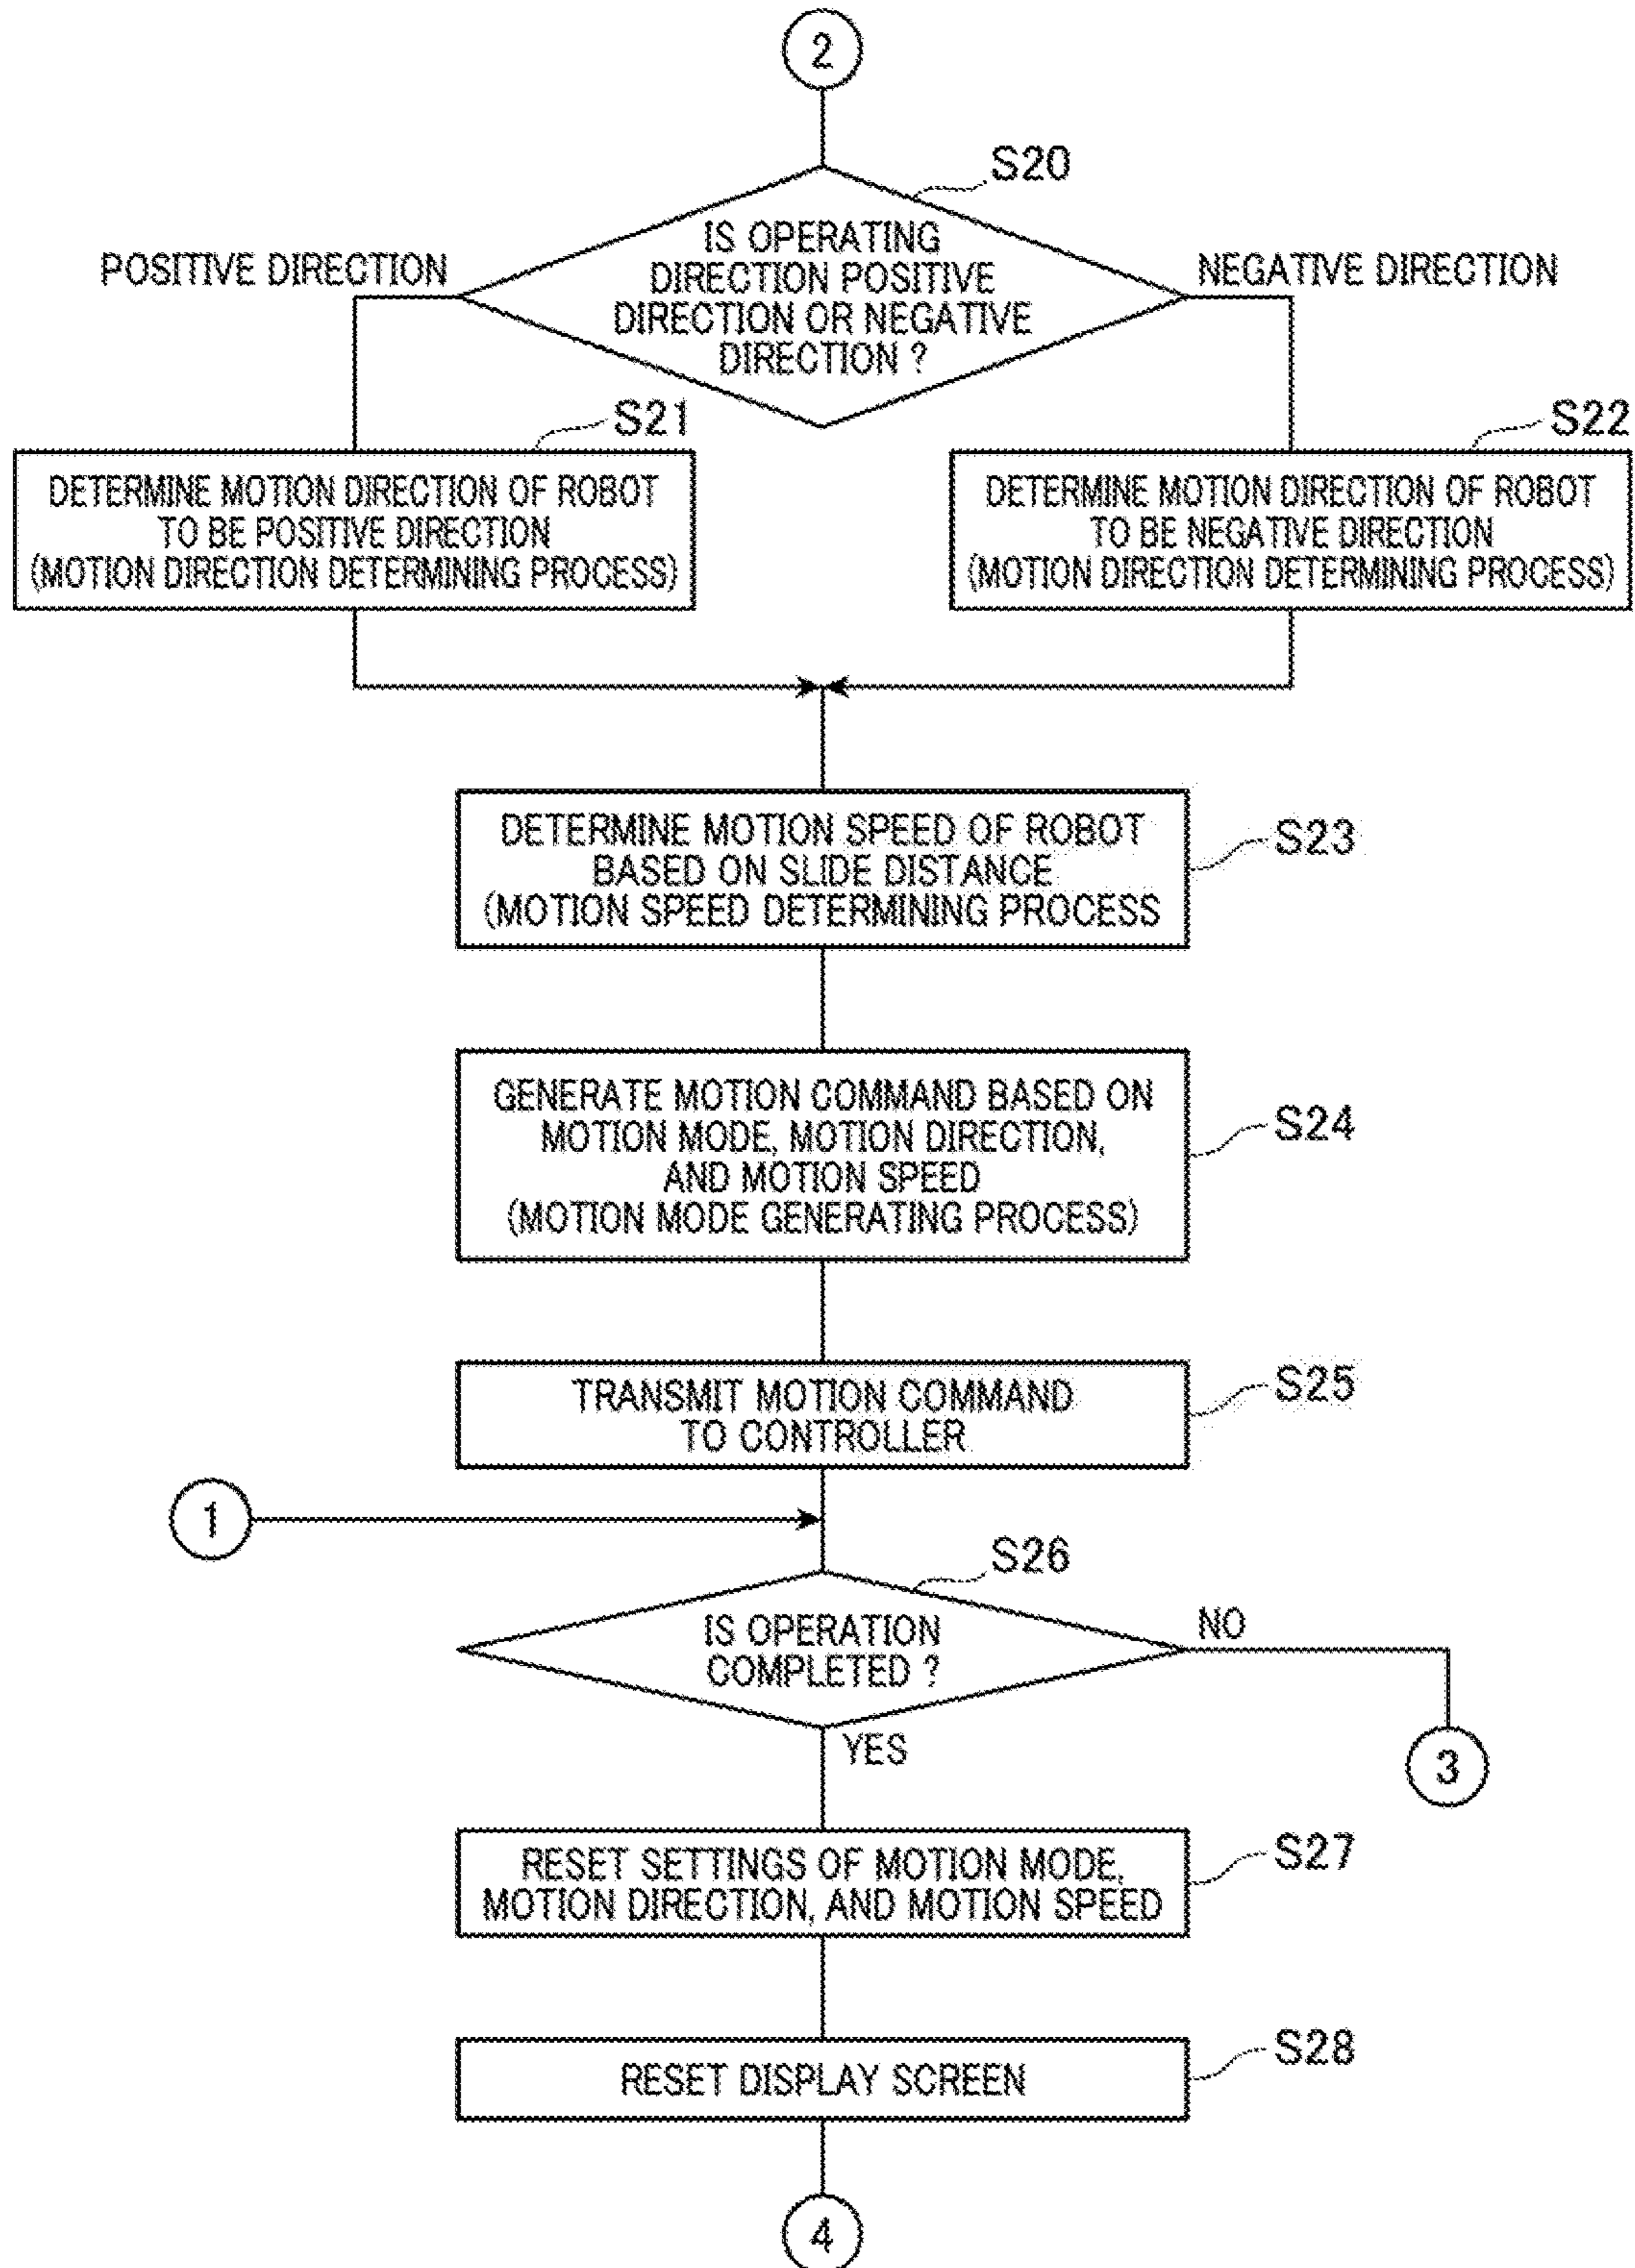 2
S20
IS OPERATING
DIRECTION POSITIVE
DIRECTION OR NEGATIVE
DIRECTION ?
POSITIVE DIRECTION
NEGATIVE DIRECTION
S21
DETERMINE MOTION DIRECTION OF ROBOT
TO BE POSITIVE DIRECTION
(MOTION DIRECTION DETERMINING PROCESS)
S22
DETERMINE MOTION DIRECTION OF ROBOT
TO BE NEGATIVE DIRECTION
(MOTION DIRECTION DETERMINING PROCESS)
DETERMINE MOTION SPEED OF ROBOT
BASED ON SLIDE DISTANCE
(MOTION SPEED DETERMINING PROCESS
S23
GENERATE MOTION COMMAND BASED ON
MOTION MODE, MOTION DIRECTION,
AND MOTION SPEED
(MOTION MODE GENERATING PROCESS)
S24
TRANSMIT MOTION COMMAND
TO CONTROLLER
S25
1
S26
IS OPERATION
COMPLETED ?
NO
3
YES
RESET SETTINGS OF MOTION MODE,
MOTION DIRECTION, AND MOTION SPEED
S27
RESET DISPLAY SCREEN
S28
4